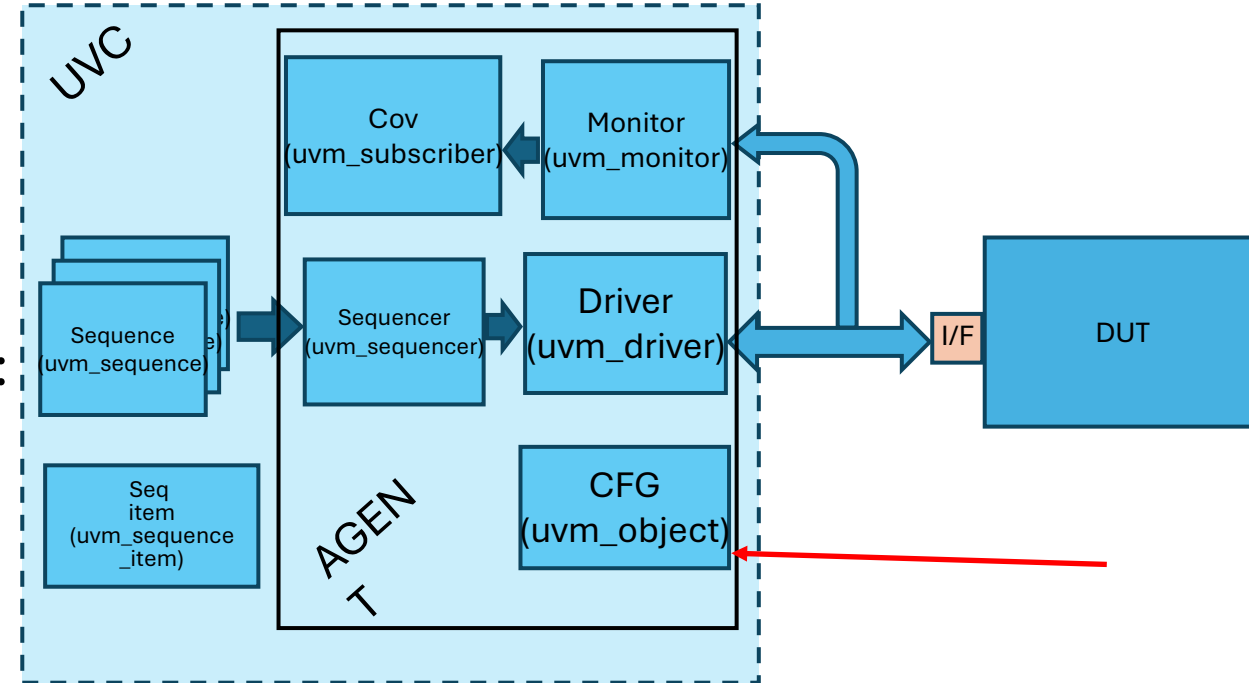 UVC
Cov
(uvm_subscriber)
Monitor
(uvm_monitor)
Sequence
(uvm_sequence)
e)
e)
Sequencer
(uvm_sequencer)
Driver
(uvm_driver)
I/F
DUT
Seq
item
(uvm_sequence
_item)
AGEN
T
CFG
(uvm_object)
: